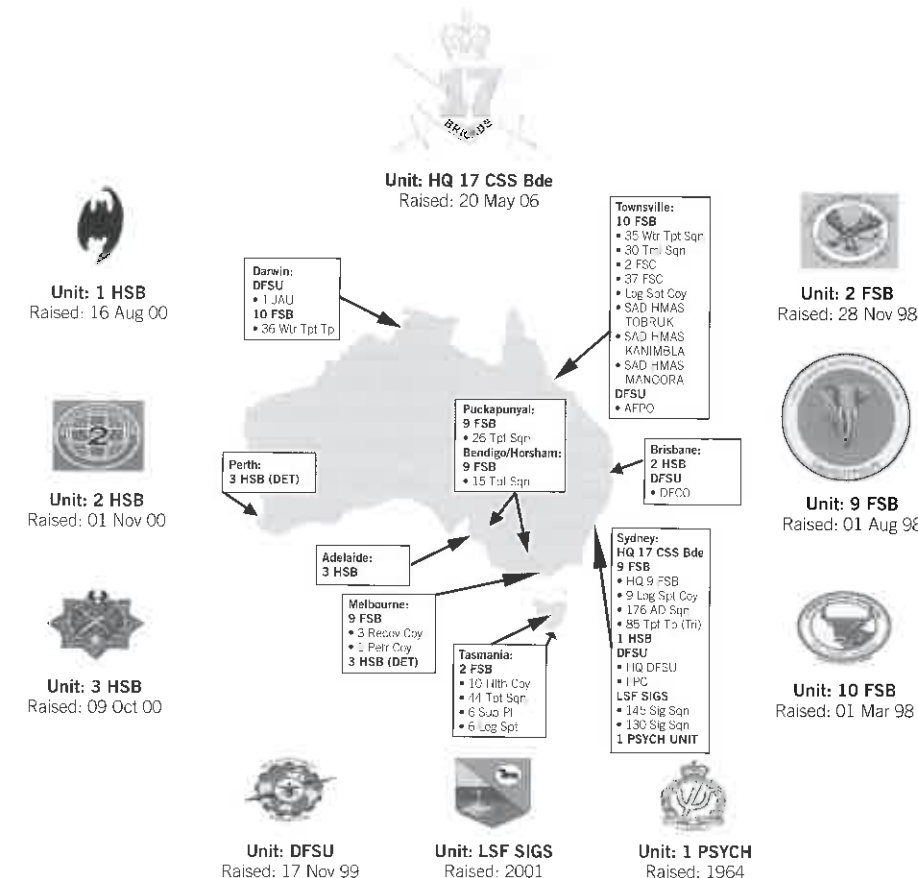 17
BRIGADE
Unit: HQ 17 CSS Bde
Raised: 20 May 06
Unit: 1 HSB
Raised: 16 Aug 00
Darwin:
DFSU
• 1 JAU
10 FSB
• 36 Wtr Tpt Tp
Townsville:
10 FSB
• 35 Wtr Tpt Sqn
• 30 Tml Sqn
• 2 FSC
• 37 FSC
• Log Spt Coy
• SAD HMAS
TOBRUK
• SAD HMAS
KANIMBLA
• SAD HMAS
MANOORA
DFSU
• AFPO
Unit: 2 FSB
Raised: 28 Nov 98
2
Unit: 2 HSB
Raised: 01 Nov 00
Perth:
3 HSB (DET)
Puckapunyal:
9 FSB
• 26 Tpt Sqn
Bendigo/Horsham:
9 FSB
• 15 Tpt Sqn
Brisbane:
2 HSB
DFSU
Unit: 9 FSB
Raised: 01 Aug 98
Adelaide:
3 HSB
Melbourne:
9 FSB
• 3 Recov Coy
• 1 Petr Coy
3 HSB (DET)
Tasmania:
2 FSB
• 10 Hlth Coy
• 44 Tpt Sqn
• 6 Sup Pl
• 6 Log Spt
Sydney:
HQ 17 CSS Bde
9 FSB
• HQ 9 FSB
• 9 Log Spt Coy
• 176 AD Sqn
• 85 Tpt Tp (Tri)
1 HSB
DFSU
• HQ DFSU
LSF SIGS
• 145 Sig Sqn
• 130 Sig Sqn
1 PSYCH UNIT
Unit: 3 HSB
Raised: 09 Oct 00
Unit: 10 FSB
Raised: 01 Mar 98
Unit: DFSU
Raised: 17 Nov 99
Unit: LSF SIGS
Raised: 2001
Unit: 1 PSYCH
Raised: 1964